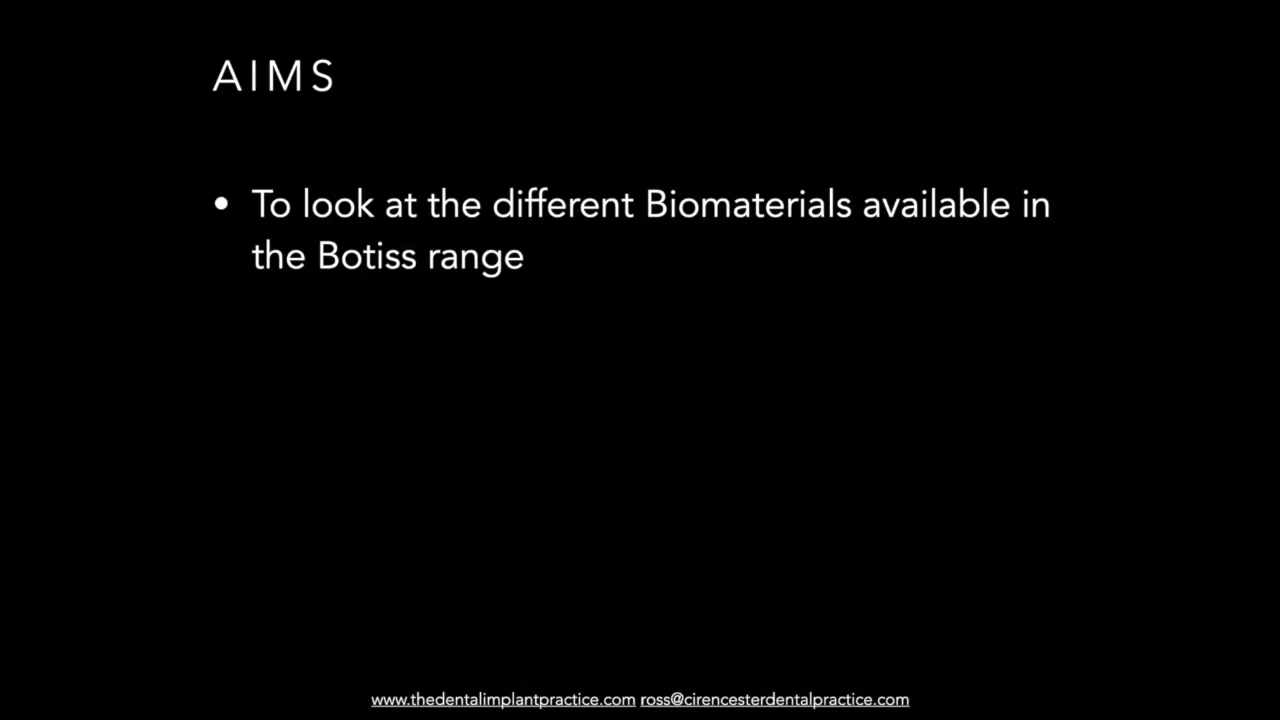 AIMS
• To look at the different Biomaterials available in
the Botiss range
www.thedentalimplantpractice.com ross@cirencesterdentalpractice.com